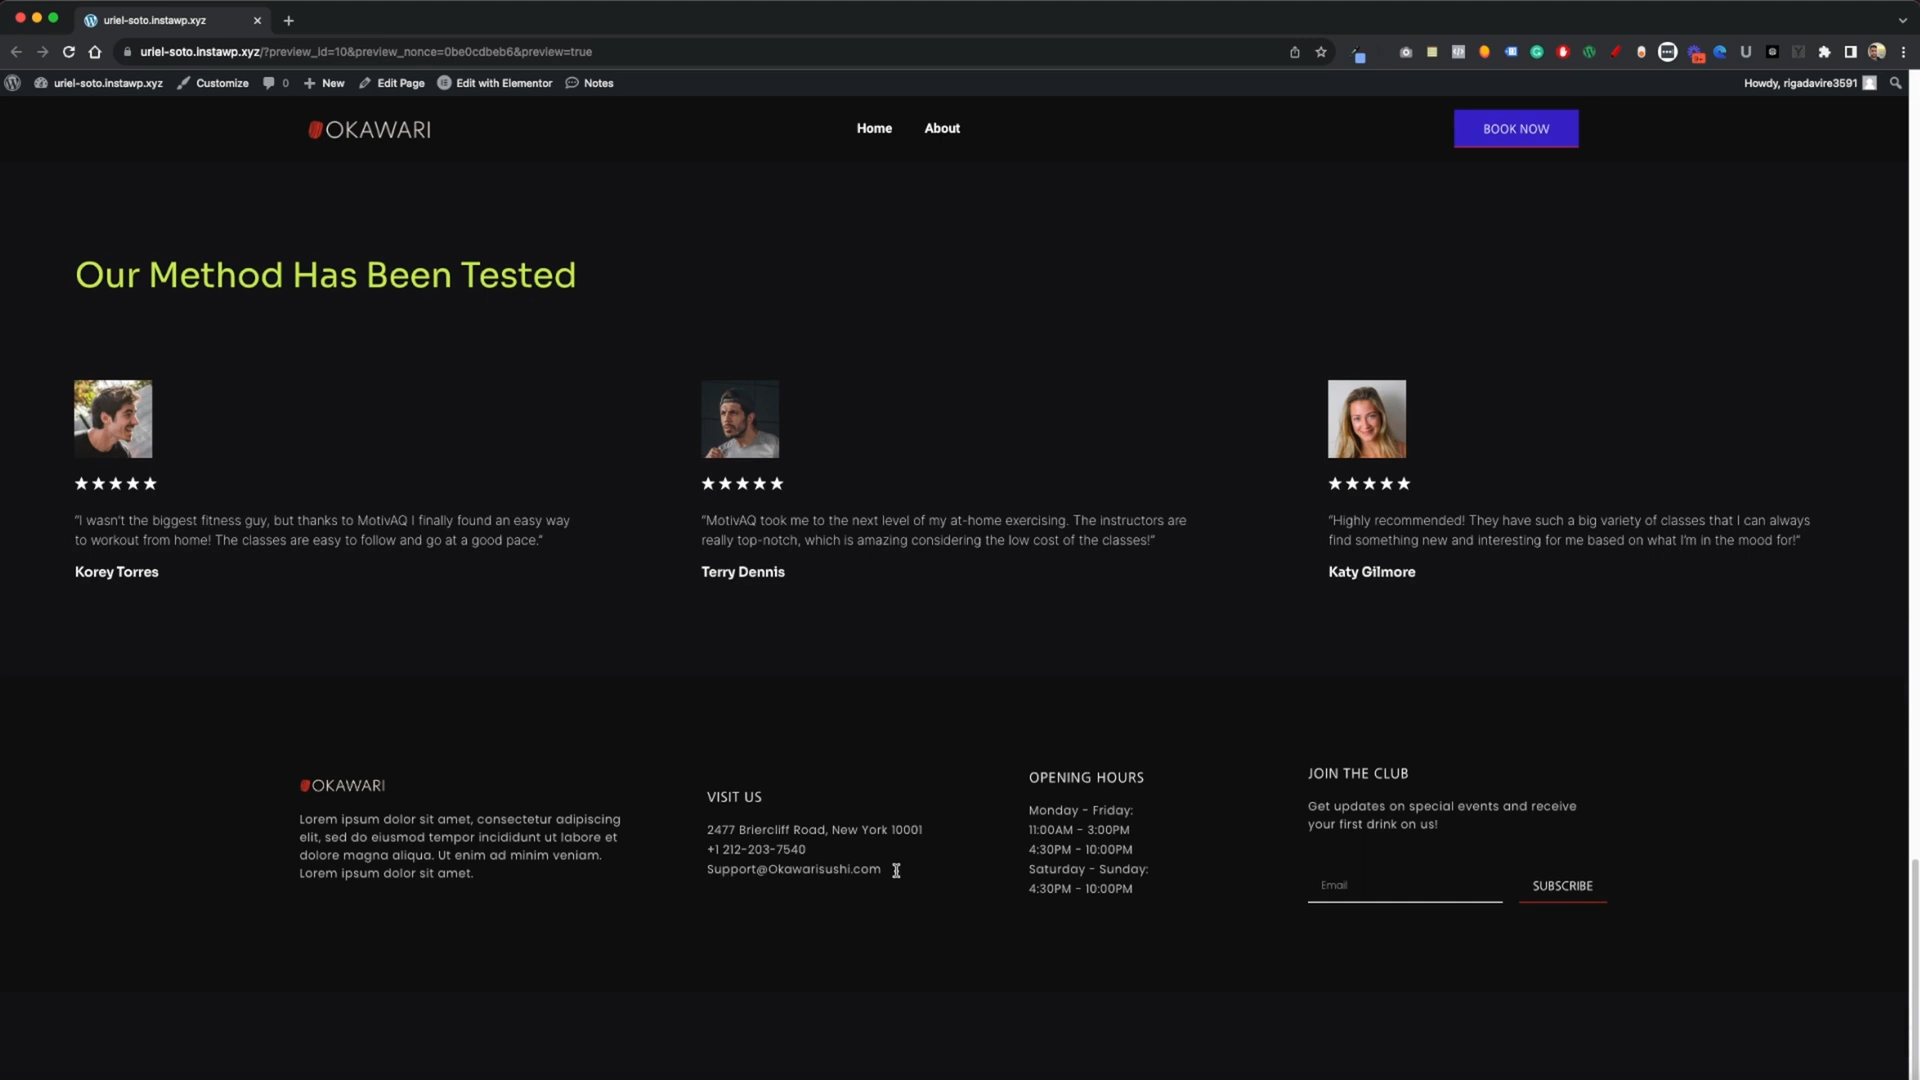 uriel-soto.instawp.xyz
uriel-soto.instawp.xyz/?preview_id=10&preview_nonce=0be0cdbeb6&preview=true
9+
uriel-soto.instawp.xyz
Customize
0
New
Edit Page
Edit with Elementor
Notes
Howdy, rigadavire3591
OKAWARI
Home
About
BOOK NOW
Our Method Has Been Tested
“I wasn’t the biggest fitness guy, but thanks to MotivAQ I finally found an easy way
to workout from home! The classes are easy to follow and go at a good pace.”
Korey Torres
“MotivAQ took me to the next level of my at-home exercising. The instructors are
really top-notch, which is amazing considering the low cost of the classes!”
Terry Dennis
“Highly recommended! They have such a big variety of classes that I can always
find something new and interesting for me based on what I’m in the mood for!”
Katy Gilmore
OKAWARI
Lorem ipsum dolor sit amet, consectetur adipiscing
elit, sed do eiusmod tempor incididunt ut labore et
dolore magna aliqua. Ut enim ad minim veniam.
Lorem ipsum dolor sit amet.
VISIT US
2477 Briercliff Road, New York 10001
+1 212-203-7540
Support@Okawarisushi.com
OPENING HOURS
Monday - Friday:
11:00AM - 3:00PM
4:30PM - 10:00PM
Saturday - Sunday:
4:30PM - 10:00PM
JOIN THE CLUB
Get updates on special events and receive
your first drink on us!
Email
SUBSCRIBE